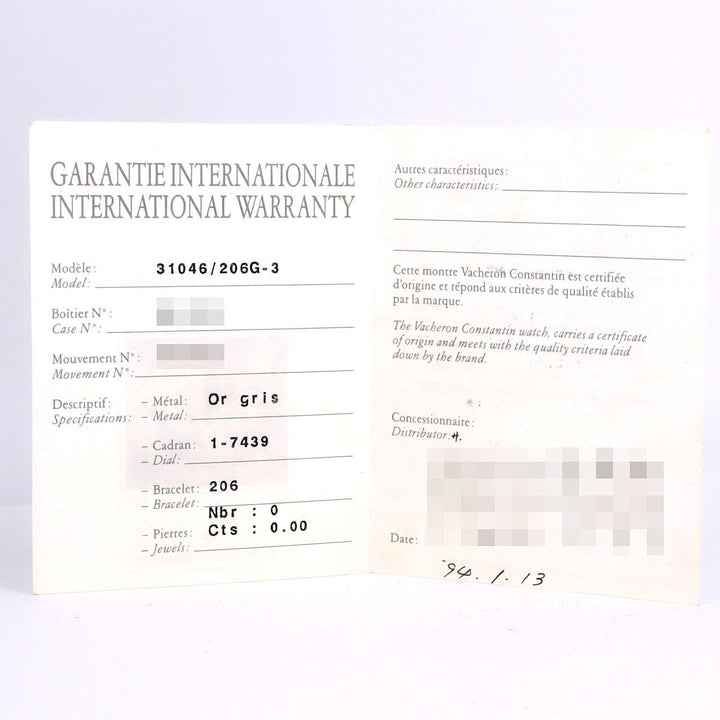 GARANTIE INTERNATIONALE
INTERNATIONAL WARRANTY
Modèle: 31046/206G-3
Model:
Boîtier N°:
Case N°:
Mouvement N°:
Movement N°:
Descriptif: – Métal: Or gris
Specifications: – Metal:
– Cadran: 1-7439
– Dial:
– Bracelet: 206
– Bracelet:
Nbr : 0
– Pierres: Cts : 0.00
– Jewels:
Autres caractéristiques:
Other characteristics:
Cette montre Vacheron Constantin est certifiée
d'origine et répond aux critères de qualité établis
par la marque.
The Vacheron Constantin watch, carries a certificate
of origin and meets with the quality criteria laid
down by the brand.
Concessionnaire:
Distributor:
Date:
'94. 1. 13